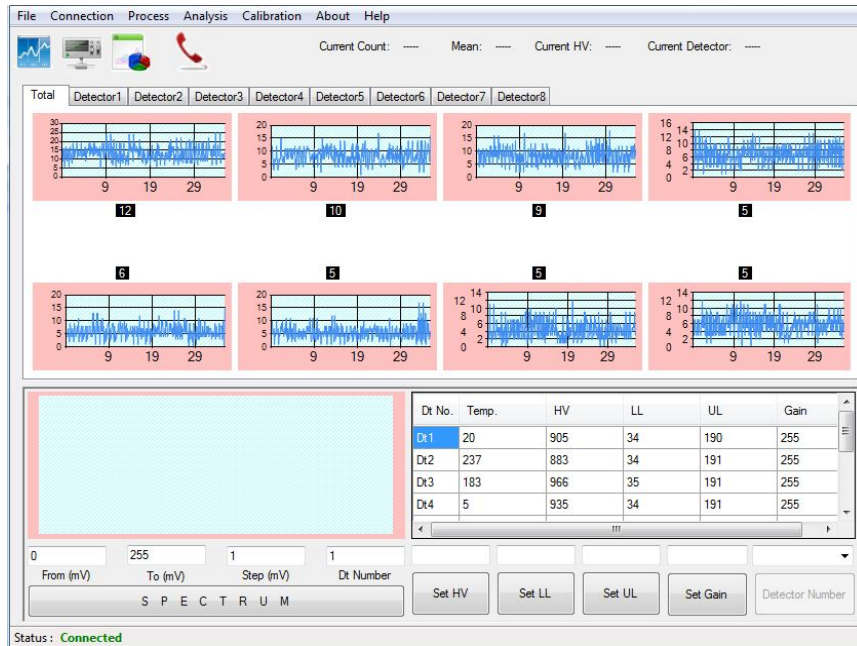 File Connection Process Analysis Calibration About Help
Current Count: ---- Mean: ---- Current HV: ---- Current Detector: ----
Total Detector1 Detector2 Detector3 Detector4 Detector5 Detector6 Detector7 Detector8
30 25 20 15 10 5 0
9 19 29
12
20 15 10 5 0
9 19 29
10
20 15 10 5 0
9 19 29
9
16 14 12 10 8 6 4 2 0
9 19 29
5
6
20 15 10 5 0
9 19 29
5
20 15 10 5 0
9 19 29
5
14 12 10 8 6 4 2 0
9 19 29
5
14 12 10 8 6 4 2 0
9 19 29
Dt No. Temp. HV LL UL Gain
Dt1 20 905 34 190 255
Dt2 237 883 34 191 255
Dt3 183 966 35 191 255
Dt4 5 935 34 191 255
0 255 1 1
From (mV) To (mV) Step (mV) Dt Number
S P E C T R U M
Set HV Set LL Set UL Set Gain Detector Number
Status : Connected